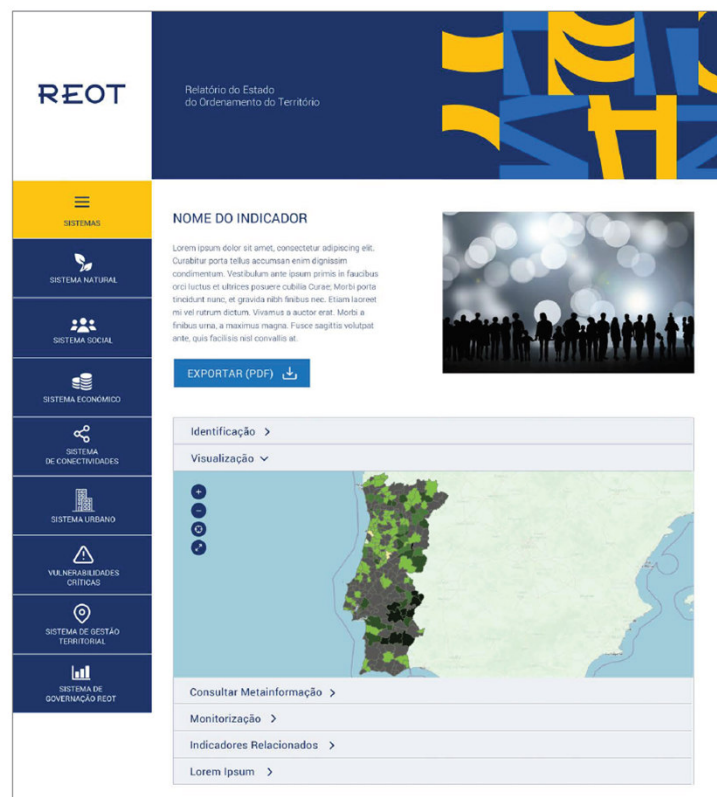 REOT
Relatório do Estado
do Ordenamento do Território
SISTEMAS
SISTEMA NATURAL
SISTEMA SOCIAL
SISTEMA ECONÓMICO
SISTEMA
DE CONECTIVIDADES
SISTEMA URBANO
VULNERABILIDADES
CRÍTICAS
SISTEMA DE GESTÃO
TERRITORIAL
SISTEMA DE
GOVERNAÇÃO REOT
NOME DO INDICADOR
Lorem ipsum dolor sit amet, consectetur adipiscing elit.
Curabitur porta tellus accumsan enim dignissim
condimentum. Vestibulum ante ipsum primis in faucibus
orci luctus et ultrices posuere cubilia Curae; Morbi porta
tincidunt nunc, et gravida nibh finibus nec. Etiam laoreet
mi vel rutrum dictum. Vivamus a auctor erat. Morbi a
finibus urna, a maximus magna. Fusce sagittis volutpat
ante, quis facilisis nisl convallis at.
EXPORTAR (PDF)
Identificação
Visualização
Consultar Metainformação
Monitorização
Indicadores Relacionados
Lorem Ipsum